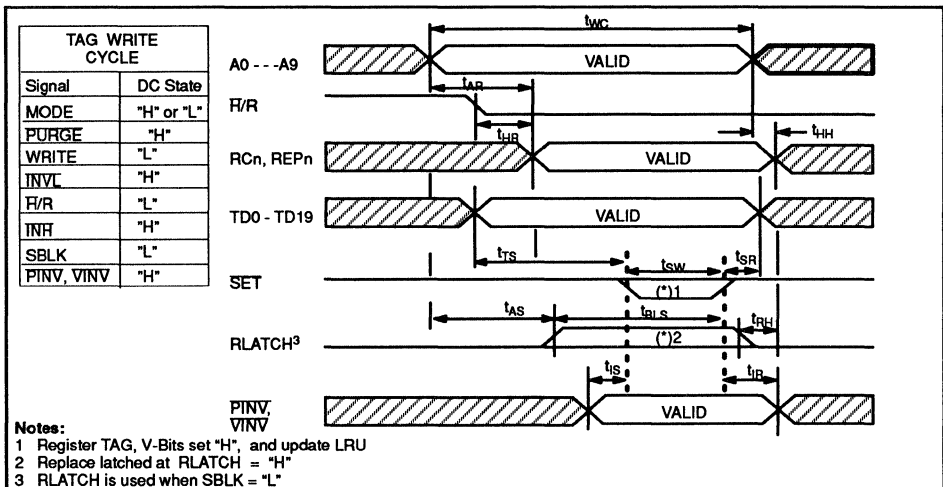 TAG WRITE
CYCLE
Signal DC State
MODE "H" or "L"
PURGE "H"
WRITE "L"
INVL "H"
H/R "L"
INH "H"
SBLK "L"
PINV, VINV "H"
tWC
A0 - - -A9 VALID
tAR
H/R
tHR tHH
RCn, REPn VALID
TD0 - TD19 VALID
tTS tSW tSR
SET (*)1
tAS tBLS tRH
RLATCH3 (*)2
tIS tIR
PINV,
VINV VALID
Notes:
1 Register TAG, V-Bits set "H", and update LRU
2 Replace latched at RLATCH = "H"
3 RLATCH is used when SBLK = "L"